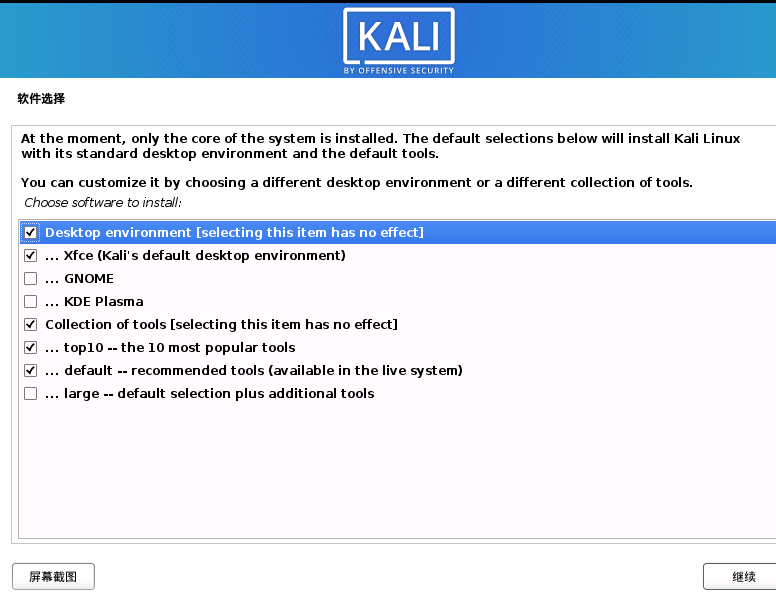 KALI
BY OFFENSIVE SECURITY
软件选择
At the moment, only the core of the system is installed. The default selections below will install Kali Linux
with its standard desktop environment and the default tools.
You can customize it by choosing a different desktop environment or a different collection of tools.
Choose software to install:
Desktop environment [selecting this item has no effect]
... Xfce (Kali's default desktop environment)
... GNOME
... KDE Plasma
Collection of tools [selecting this item has no effect]
... top10 -- the 10 most popular tools
... default -- recommended tools (available in the live system)
... large -- default selection plus additional tools
屏幕截图
继续